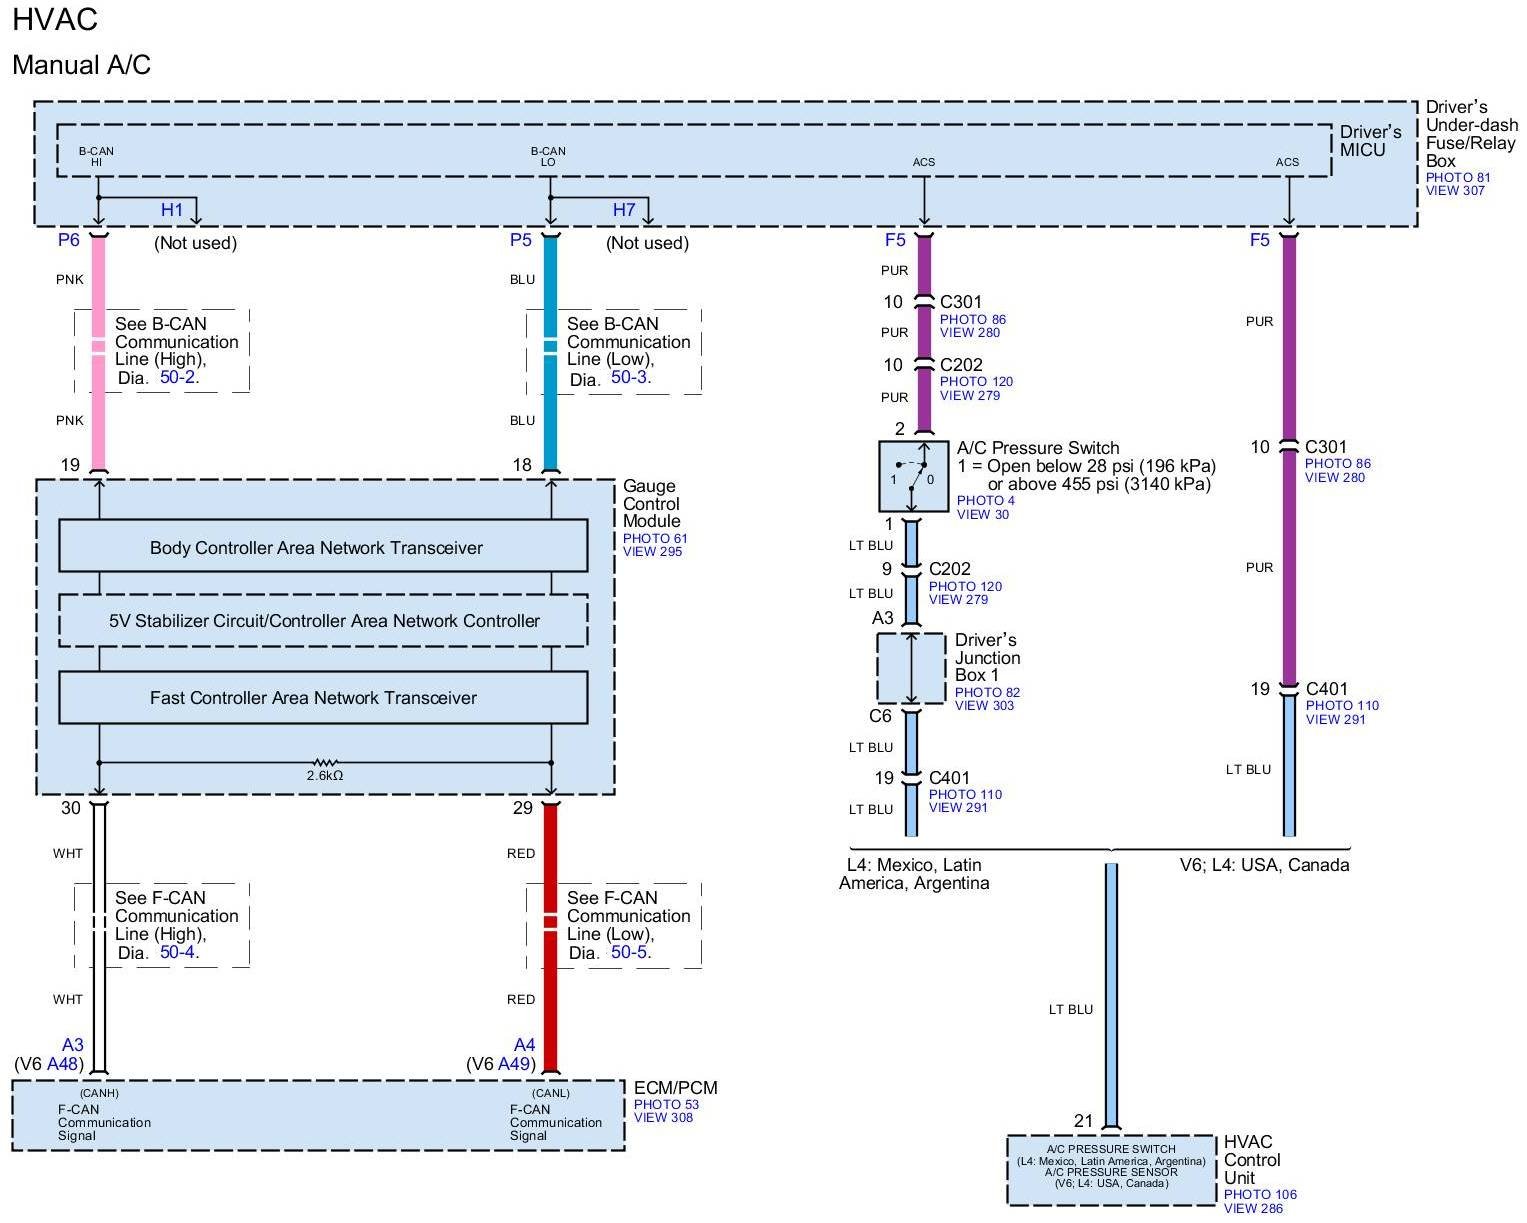 HVAC
Manual A/C
Driver's
Under-dash
Fuse/Relay
Box
PHOTO 81
VIEW 307
Driver's
MICU
B-CAN
HI
B-CAN
LO
ACS
ACS
H1
H7
P6
(Not used)
P5
(Not used)
F5
F5
PNK
BLU
PUR
10
C301
PHOTO 86
VIEW 280
PUR
10
C202
PHOTO 120
VIEW 279
PUR
2
PUR
See B-CAN
Communication
Line (High),
Dia. 50-2.
See B-CAN
Communication
Line (Low),
Dia. 50-3.
PNK
BLU
19
18
A/C Pressure Switch
1 = Open below 28 psi (196 kPa)
or above 455 psi (3140 kPa)
PHOTO 4
VIEW 30
1
0
10
C301
PHOTO 86
VIEW 280
Gauge
Control
Module
PHOTO 61
VIEW 295
Body Controller Area Network Transceiver
5V Stabilizer Circuit/Controller Area Network Controller
Fast Controller Area Network Transceiver
2.6kΩ
1
LT BLU
9
C202
PHOTO 120
VIEW 279
LT BLU
A3
Driver's
Junction
Box 1
PHOTO 82
VIEW 303
C6
LT BLU
19
C401
PHOTO 110
VIEW 291
LT BLU
PUR
19
C401
PHOTO 110
VIEW 291
LT BLU
30
29
WHT
RED
See F-CAN
Communication
Line (High),
Dia. 50-4.
See F-CAN
Communication
Line (Low),
Dia. 50-5.
WHT
RED
A3
(V6 A48)
A4
(V6 A49)
(CANH)
F-CAN
Communication
Signal
(CANL)
F-CAN
Communication
Signal
ECM/PCM
PHOTO 53
VIEW 308
L4: Mexico, Latin
America, Argentina
V6; L4: USA, Canada
LT BLU
21
A/C PRESSURE SWITCH
(L4: Mexico, Latin America, Argentina)
A/C PRESSURE SENSOR
(V6; L4: USA, Canada)
HVAC
Control
Unit
PHOTO 106
VIEW 286